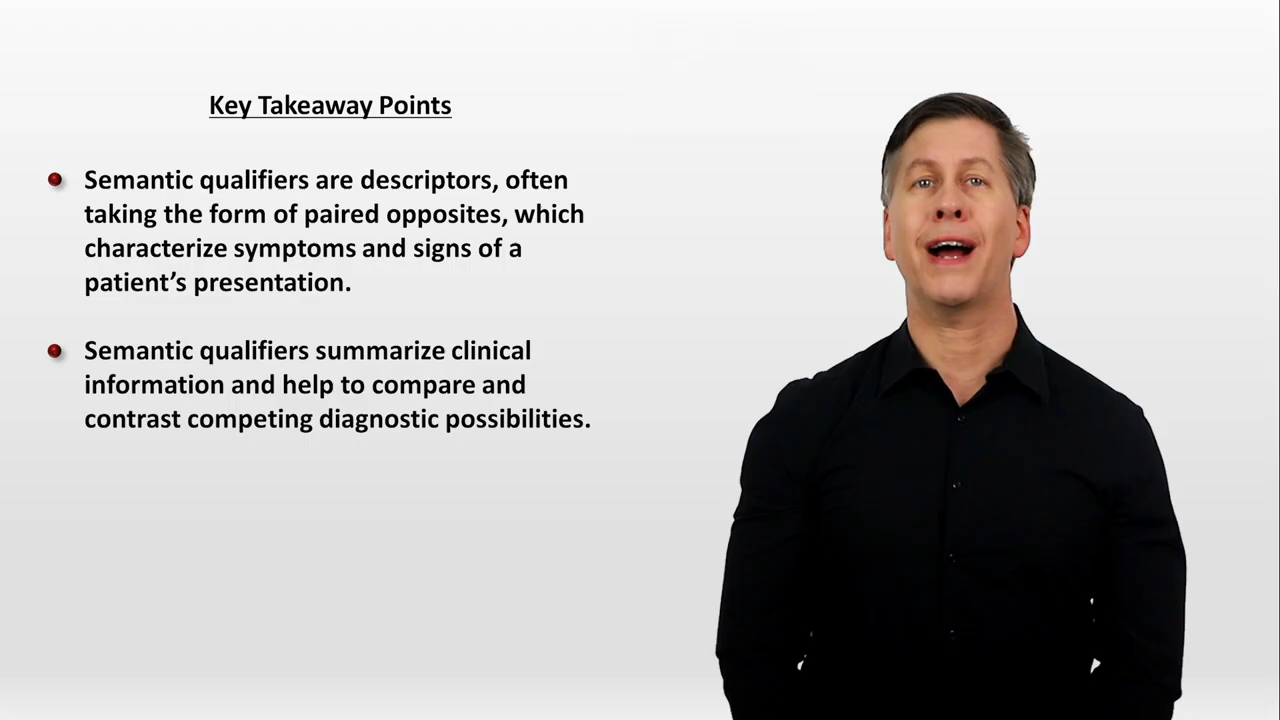 Key Takeaway Points
Semantic qualifiers are descriptors, often
taking the form of paired opposites, which
characterize symptoms and signs of a
patient’s presentation.
Semantic qualifiers summarize clinical
information and help to compare and
contrast competing diagnostic possibilities.